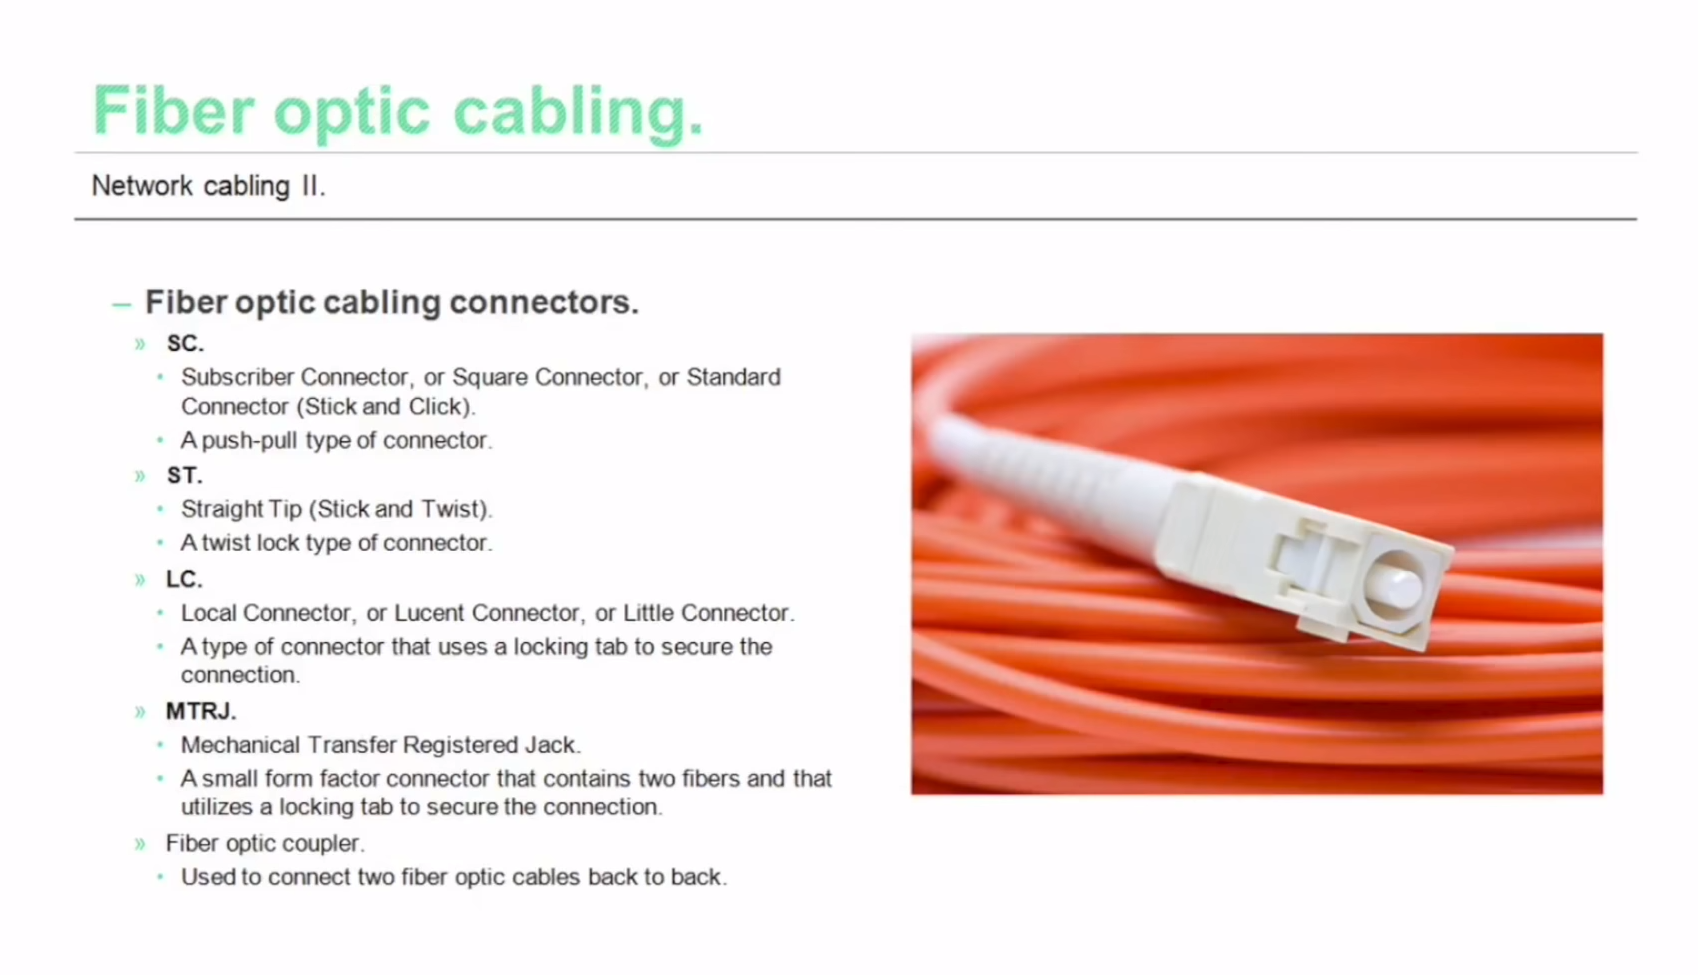 Fiber optic cabling.
Network cabling II.
– Fiber optic cabling connectors.
» SC.
• Subscriber Connector, or Square Connector, or Standard
Connector (Stick and Click).
• A push-pull type of connector.
» ST.
• Straight Tip (Stick and Twist).
• A twist lock type of connector.
» LC.
• Local Connector, or Lucent Connector, or Little Connector.
• A type of connector that uses a locking tab to secure the
connection.
» MTRJ.
• Mechanical Transfer Registered Jack.
• A small form factor connector that contains two fibers and that
utilizes a locking tab to secure the connection.
» Fiber optic coupler.
• Used to connect two fiber optic cables back to back.